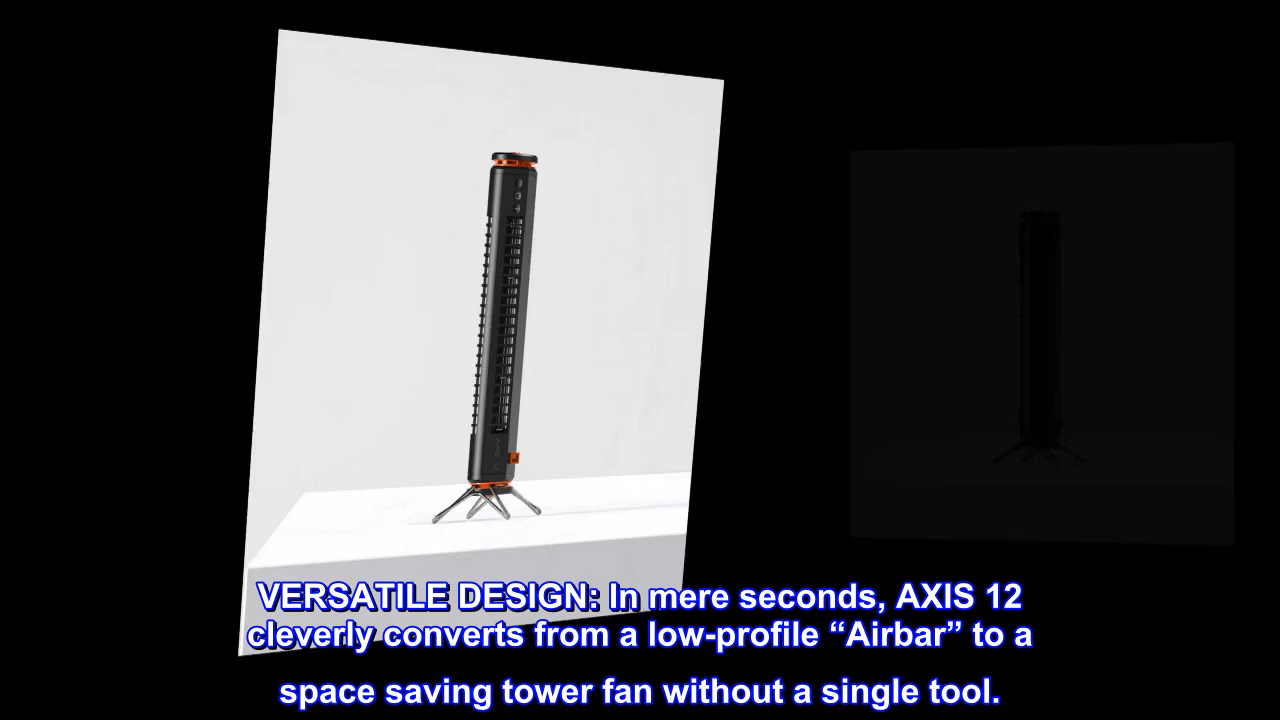 VERSATILE DESIGN: In mere seconds, AXIS 12
cleverly converts from a low-profile “Airbar” to a
space saving tower fan without a single tool.